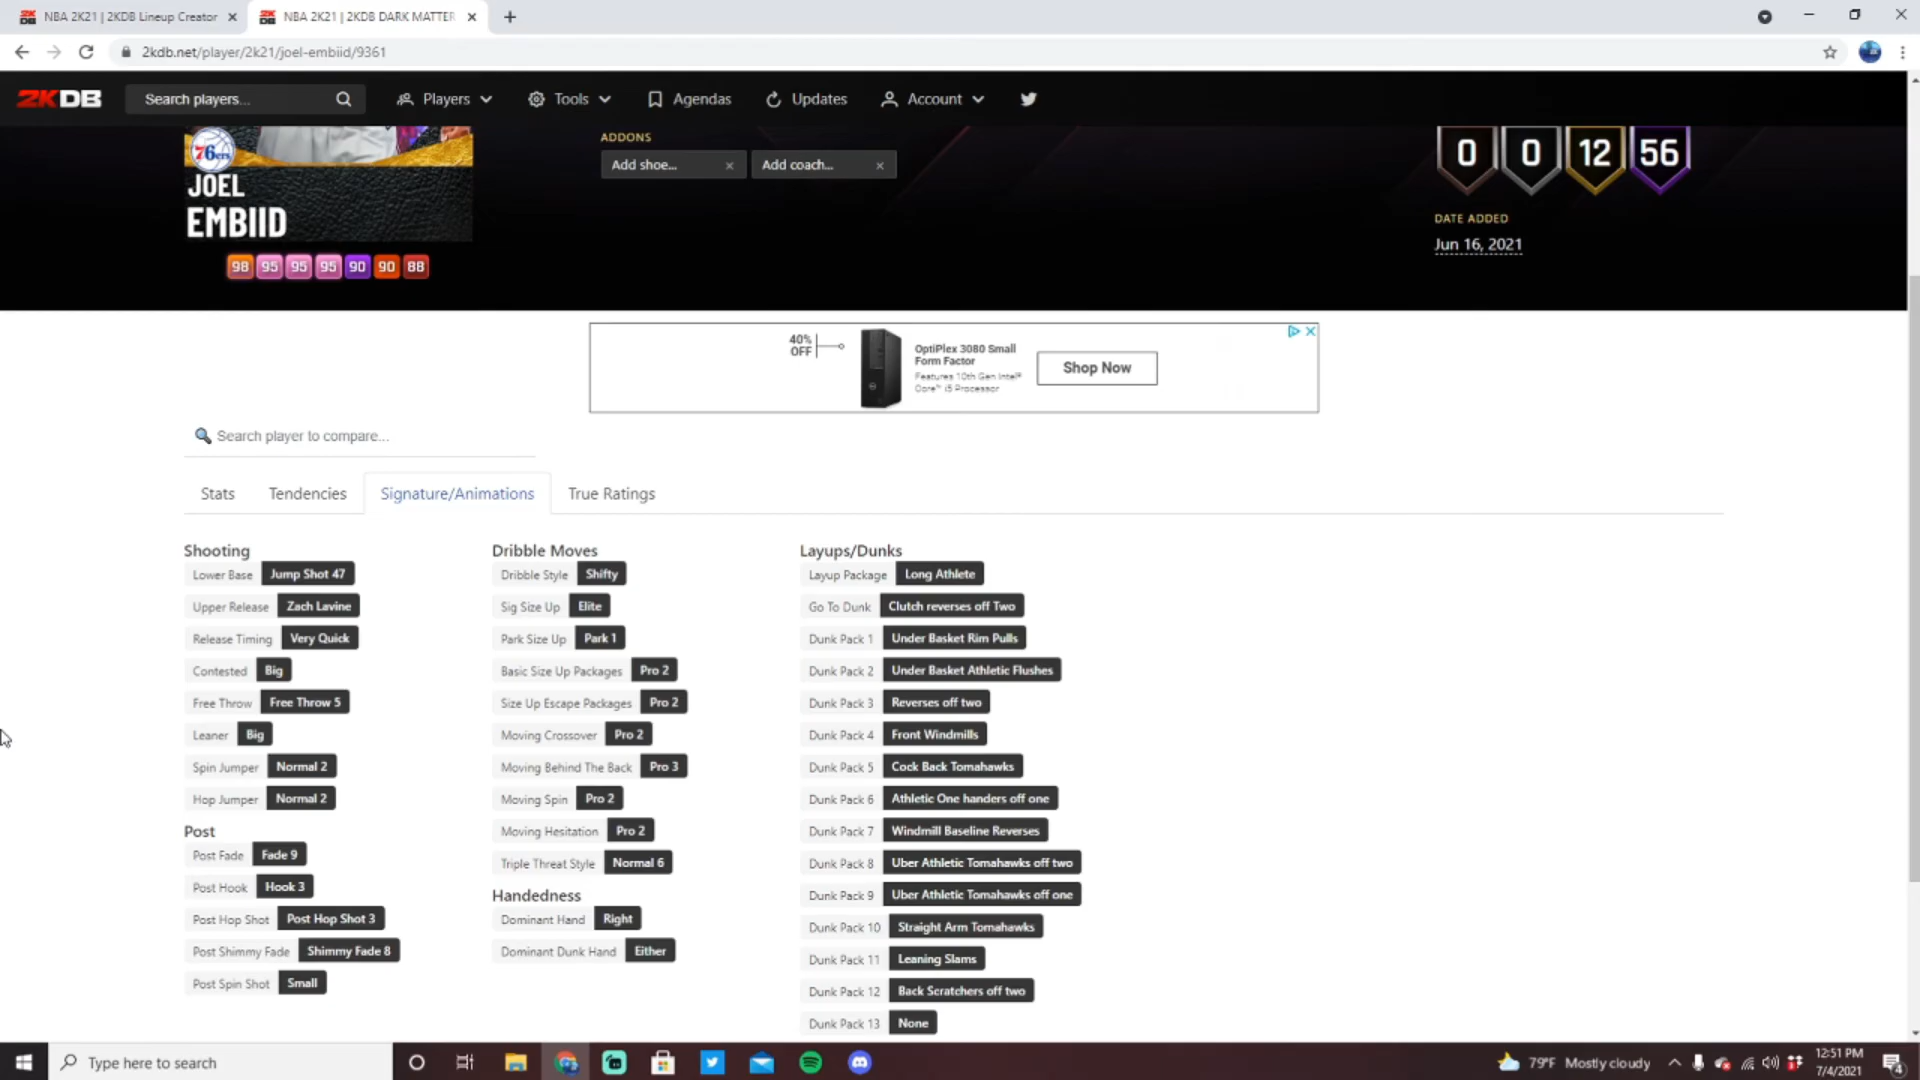 NBA 2K21 | 2KDB Lineup Creator
NBA 2K21 | 2KDB DARK MATTER
2kdb.net/player/2k21/joel-embiid/9361
2KDB
Search players...
Players
Tools
Agendas
Updates
Account
76ers
JOEL
EMBIID
98 95 95 95 90 90 88
ADDONS
Add shoe... ×
Add coach... ×
0 0 12 56
DATE ADDED
Jun 16, 2021
40%
OFF
OptiPlex 3080 Small
Form Factor
Features 10th Gen Intel®
Core™ i5 Processor
Shop Now
Search player to compare...
Stats
Tendencies
Signature/Animations
True Ratings
Shooting
Lower Base Jump Shot 47
Upper Release Zach Lavine
Release Timing Very Quick
Contested Big
Free Throw Free Throw 5
Leaner Big
Spin Jumper Normal 2
Hop Jumper Normal 2
Post
Post Fade Fade 9
Post Hook Hook 3
Post Hop Shot Post Hop Shot 3
Post Shimmy Fade Shimmy Fade 8
Post Spin Shot Small
Dribble Moves
Dribble Style Shifty
Sig Size Up Elite
Park Size Up Park 1
Basic Size Up Packages Pro 2
Size Up Escape Packages Pro 2
Moving Crossover Pro 2
Moving Behind The Back Pro 3
Moving Spin Pro 2
Moving Hesitation Pro 2
Triple Threat Style Normal 6
Handedness
Dominant Hand Right
Dominant Dunk Hand Either
Layups/Dunks
Layup Package Long Athlete
Go To Dunk Clutch reverses off Two
Dunk Pack 1 Under Basket Rim Pulls
Dunk Pack 2 Under Basket Athletic Flushes
Dunk Pack 3 Reverses off two
Dunk Pack 4 Front Windmills
Dunk Pack 5 Cock Back Tomahawks
Dunk Pack 6 Athletic One handers off one
Dunk Pack 7 Windmill Baseline Reverses
Dunk Pack 8 Uber Athletic Tomahawks off two
Dunk Pack 9 Uber Athletic Tomahawks off one
Dunk Pack 10 Straight Arm Tomahawks
Dunk Pack 11 Leaning Slams
Dunk Pack 12 Back Scratchers off two
Dunk Pack 13 None
Type here to search
79°F Mostly cloudy
12:51 PM
7/4/2021
4